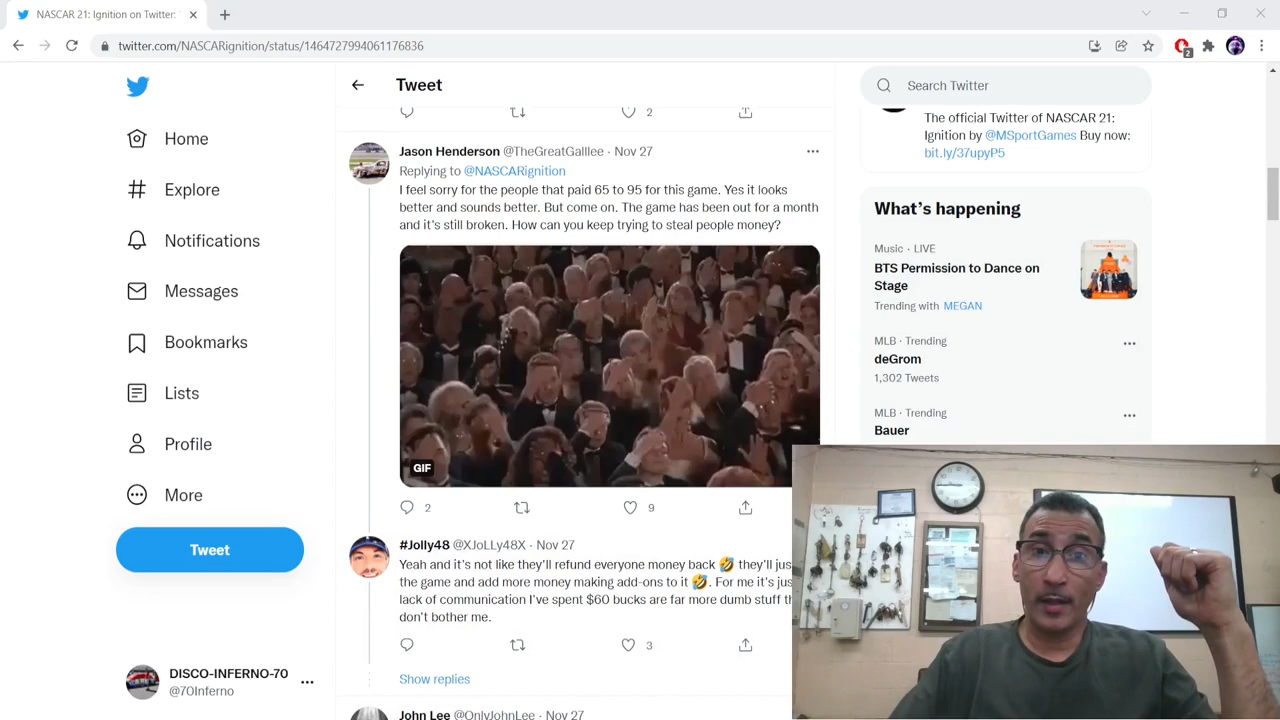 NASCAR 21: Ignition on Twitter:
twitter.com/NASCARignition/status/1464727994061176836
2
Home
Explore
Notifications
Messages
Bookmarks
Lists
Profile
More
Tweet
DISCO-INFERNO-70
@70Inferno
Tweet
2
Jason Henderson @TheGreatGalllee · Nov 27
Replying to @NASCARignition
I feel sorry for the people that paid 65 to 95 for this game. Yes it looks
better and sounds better. But come on. The game has been out for a month
and it's still broken. How can you keep trying to steal people money?
GIF
2
9
#Jolly48 @XJoLLy48X · Nov 27
Yeah and it's not like they'll refund everyone money back 🤣 they'll jus
the game and add more money making add-ons to it 🤣. For me it's jus
lack of communication I've spent $60 bucks are far more dumb stuff th
don't bother me.
3
Show replies
John Lee @OnlyJohnLee · Nov 27
Search Twitter
The official Twitter of NASCAR 21:
Ignition by @MSportGames Buy now:
bit.ly/37upyP5
What's happening
Music · LIVE
BTS Permission to Dance on
Stage
Trending with MEGAN
MLB · Trending
deGrom
1,302 Tweets
MLB · Trending
Bauer